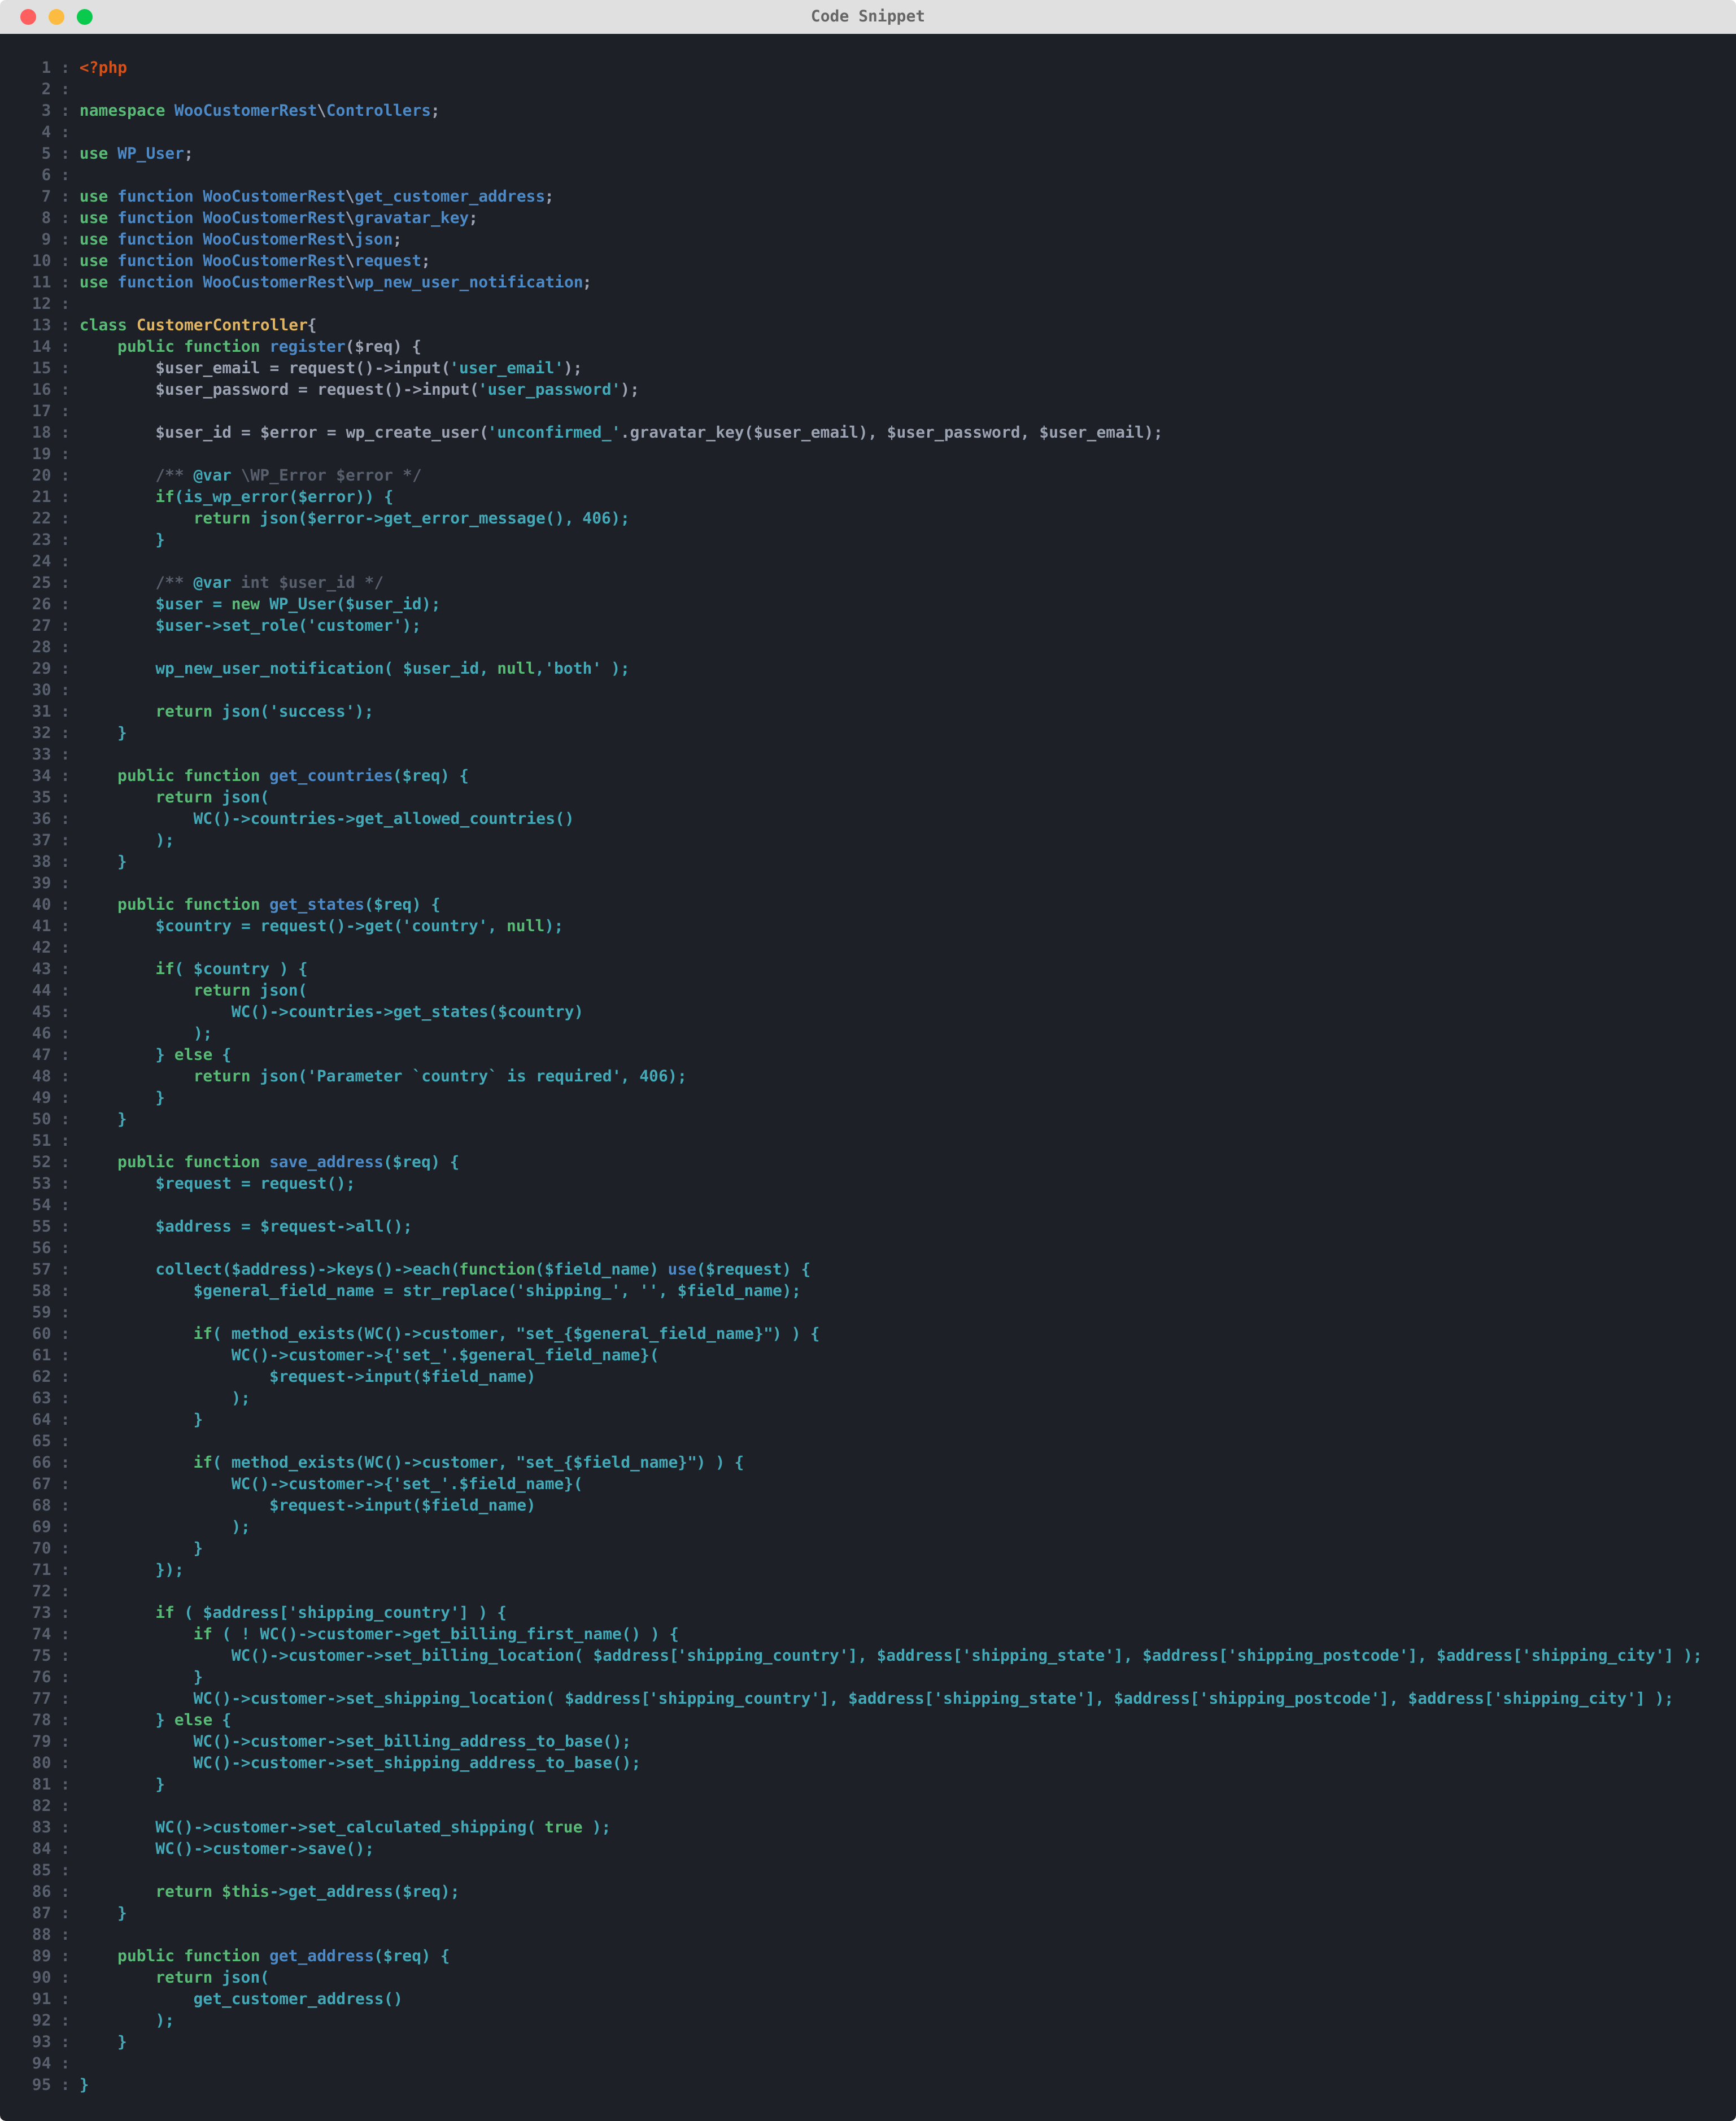 Code Snippet
1 : <?php
2 :
3 : namespace WooCustomerRest\Controllers;
4 :
5 : use WP_User;
6 :
7 : use function WooCustomerRest\get_customer_address;
8 : use function WooCustomerRest\gravatar_key;
9 : use function WooCustomerRest\json;
10 : use function WooCustomerRest\request;
11 : use function WooCustomerRest\wp_new_user_notification;
12 :
13 : class CustomerController{
14 :     public function register($req) {
15 :         $user_email = request()->input('user_email');
16 :         $user_password = request()->input('user_password');
17 :
18 :         $user_id = $error = wp_create_user('unconfirmed_'.gravatar_key($user_email), $user_password, $user_email);
19 :
20 :         /** @var \WP_Error $error */
21 :         if(is_wp_error($error)) {
22 :             return json($error->get_error_message(), 406);
23 :         }
24 :
25 :         /** @var int $user_id */
26 :         $user = new WP_User($user_id);
27 :         $user->set_role('customer');
28 :
29 :         wp_new_user_notification( $user_id, null,'both' );
30 :
31 :         return json('success');
32 :     }
33 :
34 :     public function get_countries($req) {
35 :         return json(
36 :             WC()->countries->get_allowed_countries()
37 :         );
38 :     }
39 :
40 :     public function get_states($req) {
41 :         $country = request()->get('country', null);
42 :
43 :         if( $country ) {
44 :             return json(
45 :                 WC()->countries->get_states($country)
46 :             );
47 :         } else {
48 :             return json('Parameter `country` is required', 406);
49 :         }
50 :     }
51 :
52 :     public function save_address($req) {
53 :         $request = request();
54 :
55 :         $address = $request->all();
56 :
57 :         collect($address)->keys()->each(function($field_name) use($request) {
58 :             $general_field_name = str_replace('shipping_', '', $field_name);
59 :
60 :             if( method_exists(WC()->customer, "set_{$general_field_name}") ) {
61 :                 WC()->customer->{'set_'.$general_field_name}(
62 :                     $request->input($field_name)
63 :                 );
64 :             }
65 :
66 :             if( method_exists(WC()->customer, "set_{$field_name}") ) {
67 :                 WC()->customer->{'set_'.$field_name}(
68 :                     $request->input($field_name)
69 :                 );
70 :             }
71 :         });
72 :
73 :         if ( $address['shipping_country'] ) {
74 :             if ( ! WC()->customer->get_billing_first_name() ) {
75 :                 WC()->customer->set_billing_location( $address['shipping_country'], $address['shipping_state'], $address['shipping_postcode'], $address['shipping_city'] );
76 :             }
77 :             WC()->customer->set_shipping_location( $address['shipping_country'], $address['shipping_state'], $address['shipping_postcode'], $address['shipping_city'] );
78 :         } else {
79 :             WC()->customer->set_billing_address_to_base();
80 :             WC()->customer->set_shipping_address_to_base();
81 :         }
82 :
83 :         WC()->customer->set_calculated_shipping( true );
84 :         WC()->customer->save();
85 :
86 :         return $this->get_address($req);
87 :     }
88 :
89 :     public function get_address($req) {
90 :         return json(
91 :             get_customer_address()
92 :         );
93 :     }
94 :
95 : }